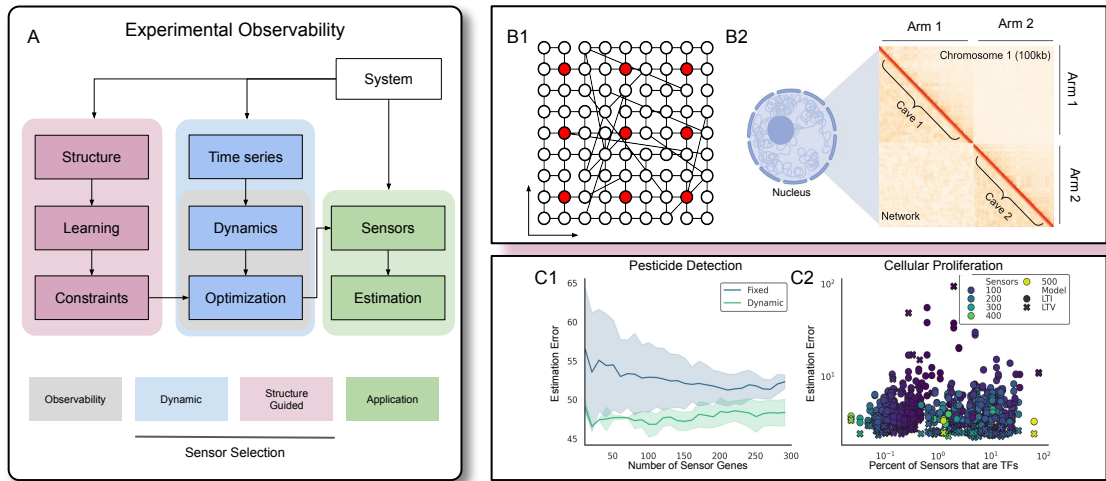 A
Experimental Observability
System
Structure
Time series
Learning
Dynamics
Sensors
Constraints
Optimization
Estimation
Observability
Dynamic
Structure
Guided
Application
Sensor Selection
B1
B2
Arm 1
Arm 2
Chromosome 1 (100kb)
Arm 1
Arm 2
Cave 1
Cave 2
Nucleus
Network
C1
Pesticide Detection
Fixed
Dynamic
Estimation Error
65
60
55
50
45
50
100
150
200
250
300
Number of Sensor Genes
C2
Cellular Proliferation
Sensors
100
200
300
400
500
Model
LTI
LTV
Estimation Error
10²
10¹
10⁻¹
10⁰
10¹
10²
Percent of Sensors that are TFs